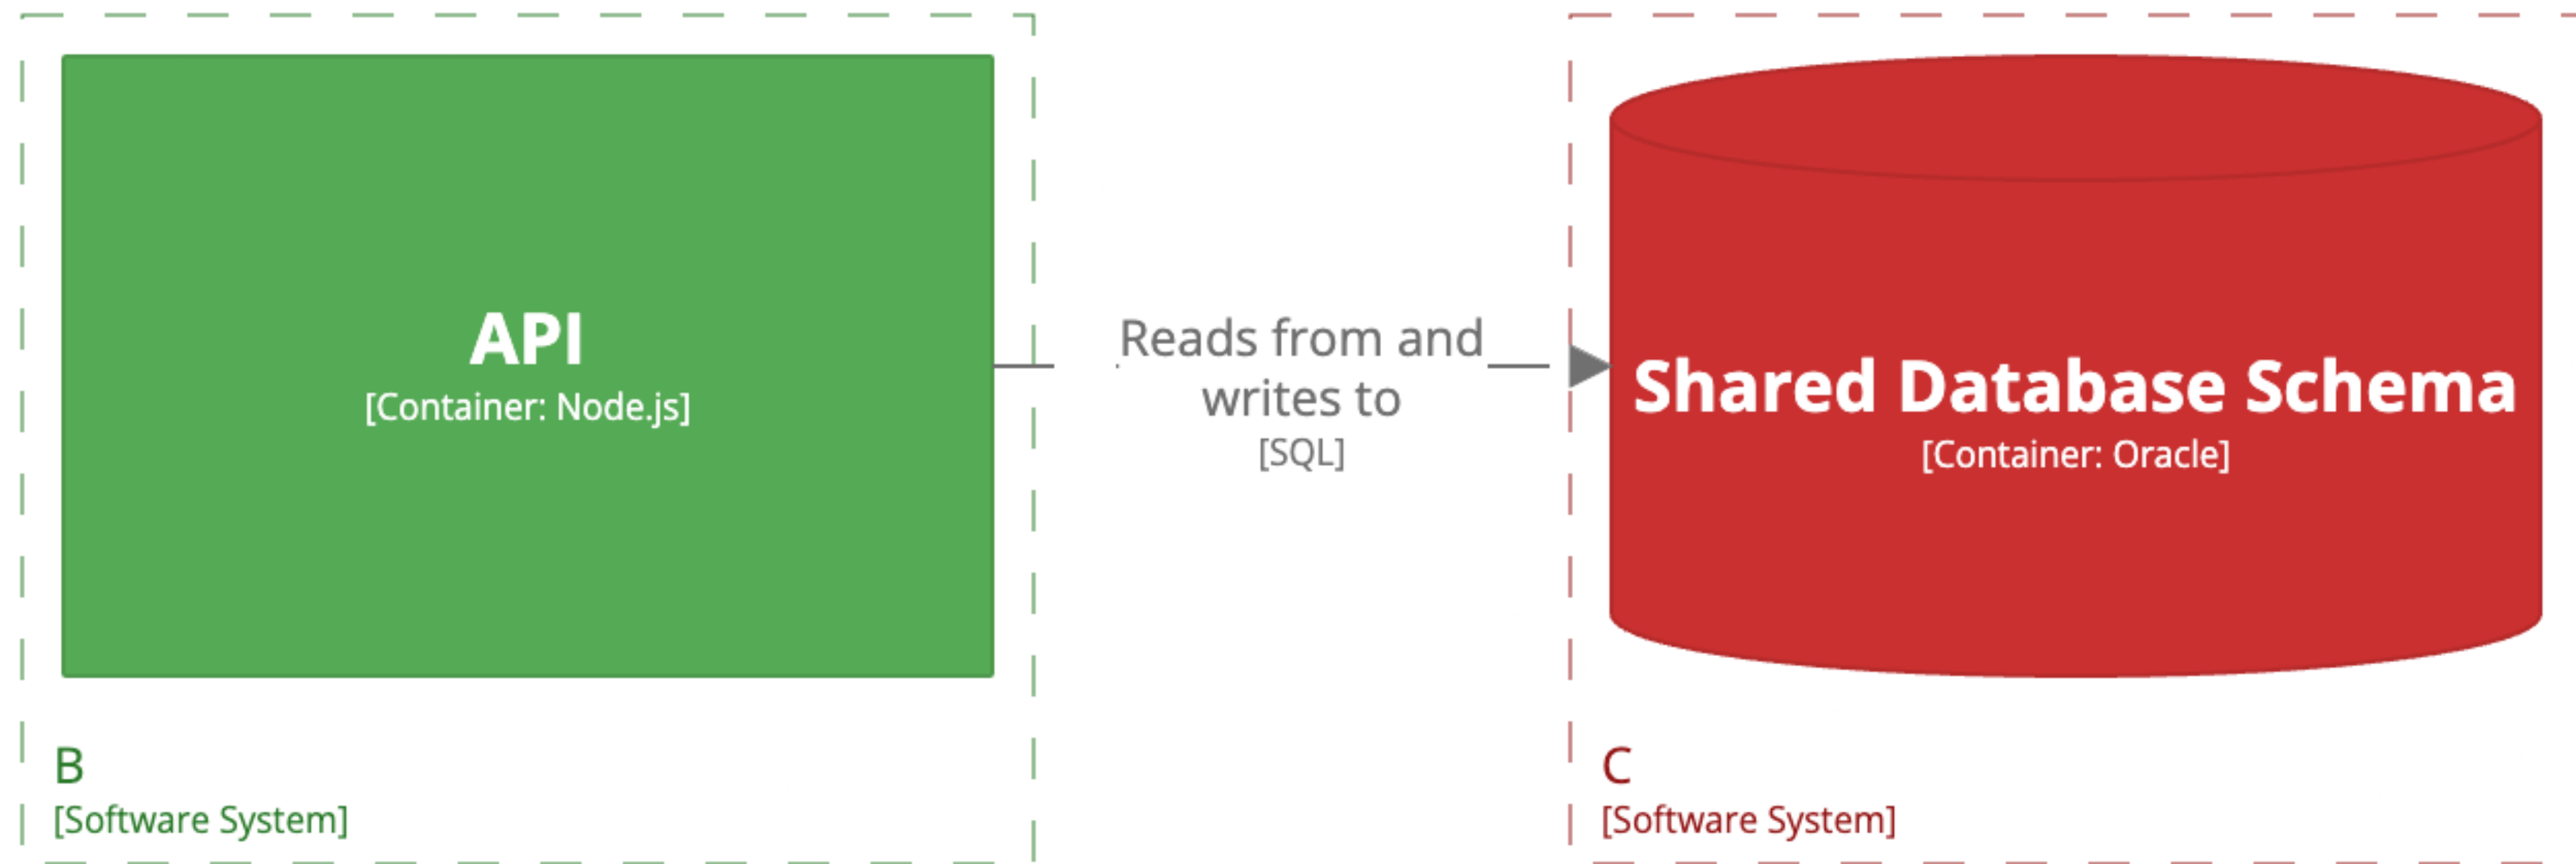 API
[Container: Node.js]
Reads from and
writes to
[SQL]
Shared Database Schema
[Container: Oracle]
B
[Software System]
C
[Software System]